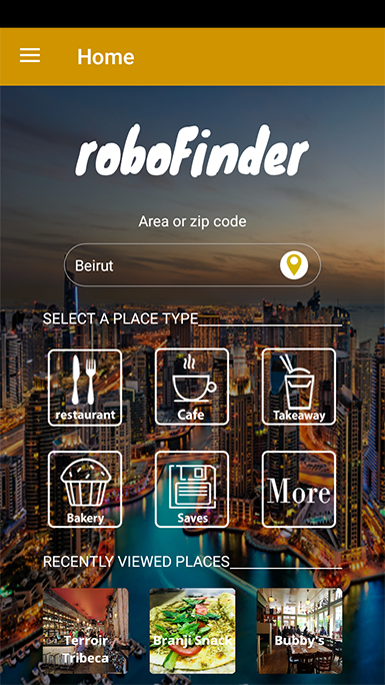 Home
roboFinder
Area or zip code
Beirut
SELECT A PLACE TYPE
restaurant
Cafe
Takeaway
Bakery
Saves
More
RECENTLY VIEWED PLACES
Terroir
Tribeca
Branji Snack
Bubby's